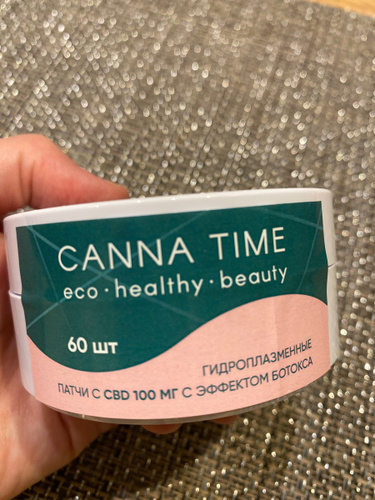 CANNA TIME
eco · healthy · beauty
60 шт
ГИДРОПЛАЗМЕННЫЕ
ПАТЧИ С CBD 100 МГ С ЭФФЕКТОМ БОТОКСА